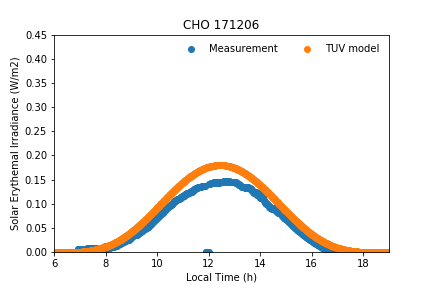 CHO 171206
Measurement TUV model
Solar Erythemal Irradiance (W/m2)
0.45
0.40
0.35
0.30
0.25
0.20
0.15
0.10
0.05
0.00
6 8 10 12 14 16 18
Local Time (h)